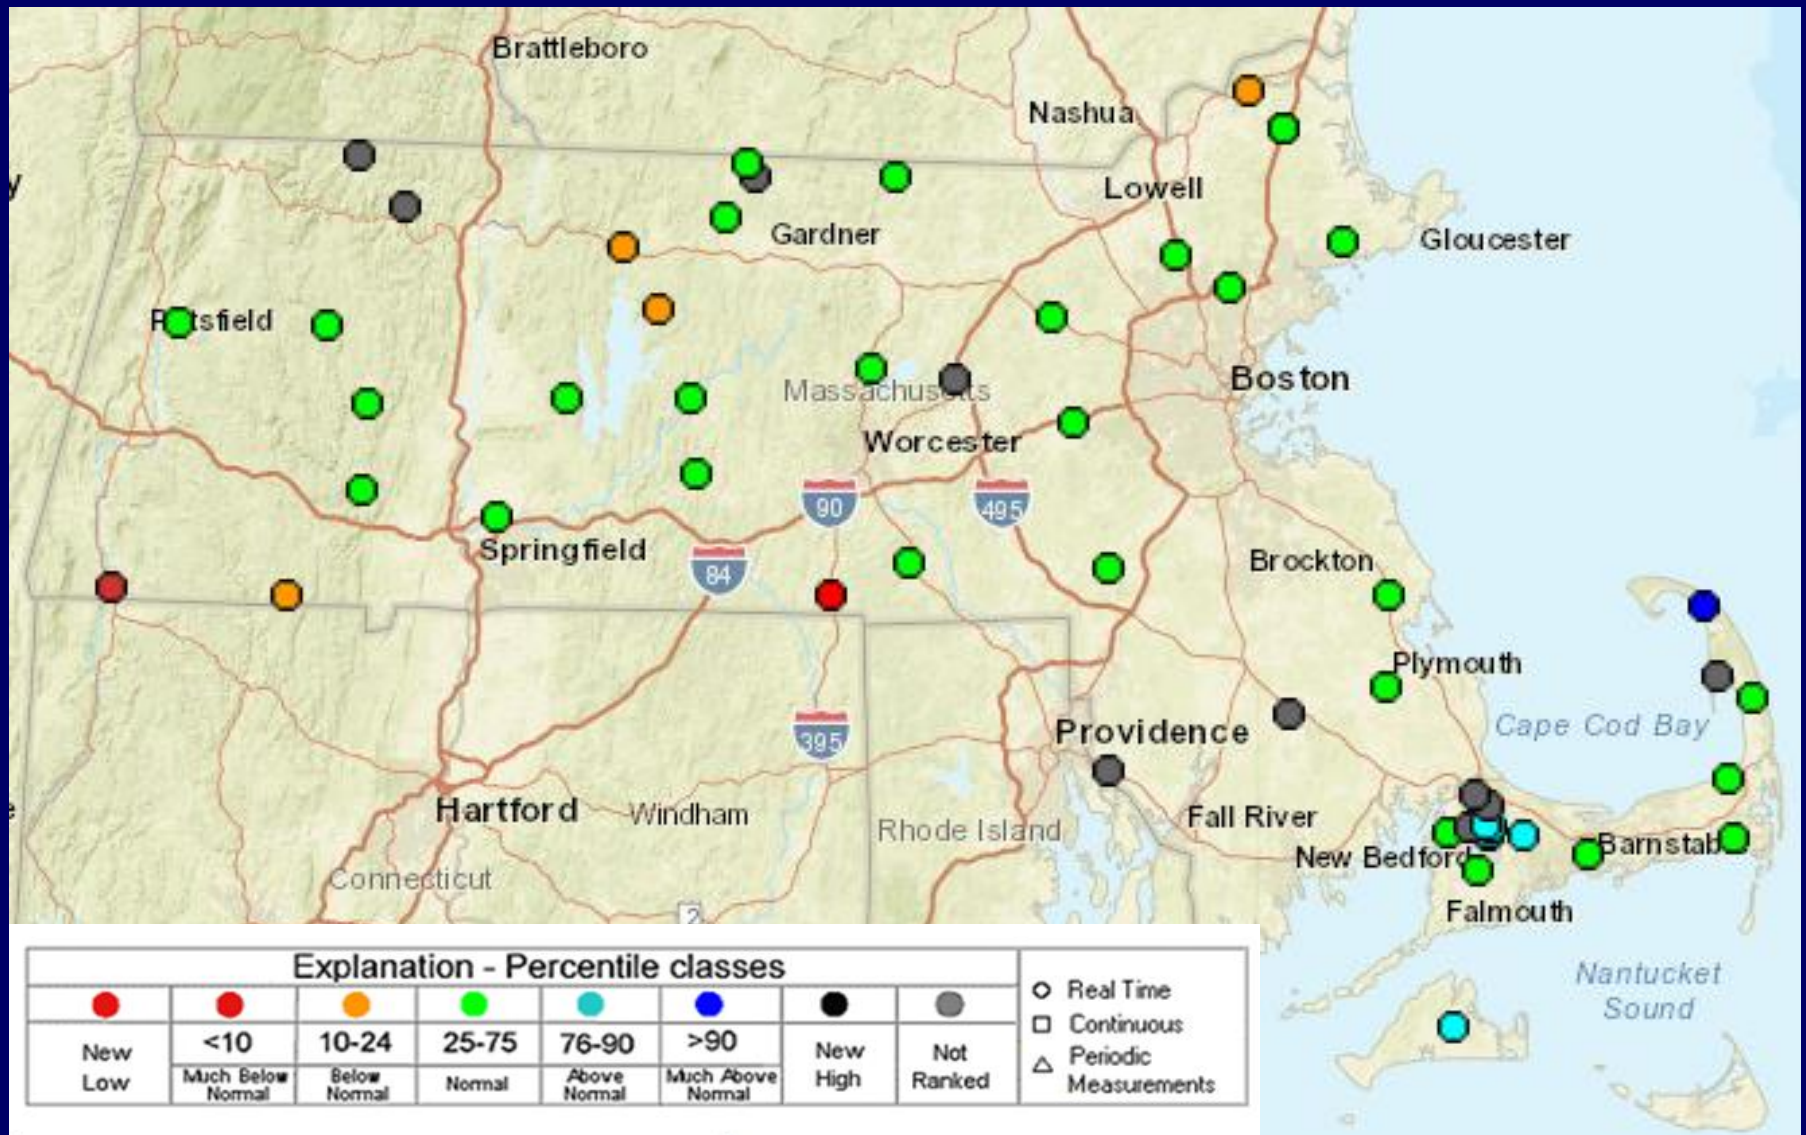 Brattleboro
Nashua
y
Lowell
Gardner
Gloucester
Pittsfield
Massachusetts
Boston
Worcester
90
495
Springfield
84
Brockton
Plymouth
Cape Cod Bay
395
Providence
Hartford
Windham
Rhode Island
Fall River
New Bedford
Barnstab
e
Connecticut
2
Falmouth
Nantucket
Sound
Explanation - Percentile classes
New
Low
<10
Much Below
Normal
10-24
Below
Normal
25-75
Normal
76-90
Above
Normal
>90
Much Above
Normal
New
High
Not
Ranked
Real Time
Continuous
Periodic
Measurements